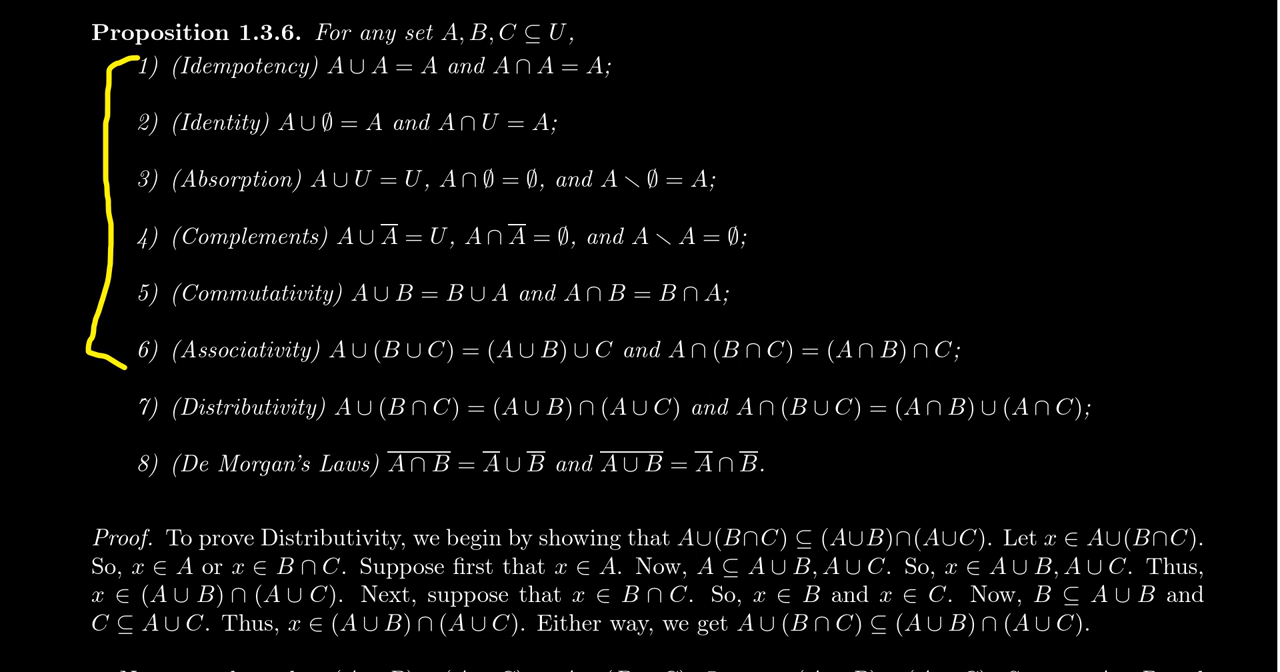 Proposition 1.3.6. For any set A, B, C ⊆ U,
1) (Idempotency) A ∪ A = A and A ∩ A = A;
2) (Identity) A ∪ ∅ = A and A ∩ U = A;
3) (Absorption) A ∪ U = U, A ∩ ∅ = ∅, and A ∖ ∅ = A;
4) (Complements) A ∪ A̅ = U, A ∩ A̅ = ∅, and A ∖ A = ∅;
5) (Commutativity) A ∪ B = B ∪ A and A ∩ B = B ∩ A;
6) (Associativity) A ∪ (B ∪ C) = (A ∪ B) ∪ C and A ∩ (B ∩ C) = (A ∩ B) ∩ C;
7) (Distributivity) A ∪ (B ∩ C) = (A ∪ B) ∩ (A ∪ C) and A ∩ (B ∪ C) = (A ∩ B) ∪ (A ∩ C);
8) (De Morgan's Laws) A̅ ̅∩̅ ̅B̅ = A̅ ∪ B̅ and A̅ ̅∪̅ ̅B̅ = A̅ ∩ B̅.
Proof. To prove Distributivity, we begin by showing that A∪(B∩C) ⊆ (A∪B)∩(A∪C). Let x ∈ A∪(B∩C).
So, x ∈ A or x ∈ B ∩ C. Suppose first that x ∈ A. Now, A ⊆ A ∪ B, A ∪ C. So, x ∈ A ∪ B, A ∪ C. Thus,
x ∈ (A ∪ B) ∩ (A ∪ C). Next, suppose that x ∈ B ∩ C. So, x ∈ B and x ∈ C. Now, B ⊆ A ∪ B and
C ⊆ A ∪ C. Thus, x ∈ (A ∪ B) ∩ (A ∪ C). Either way, we get A ∪ (B ∩ C) ⊆ (A ∪ B) ∩ (A ∪ C).